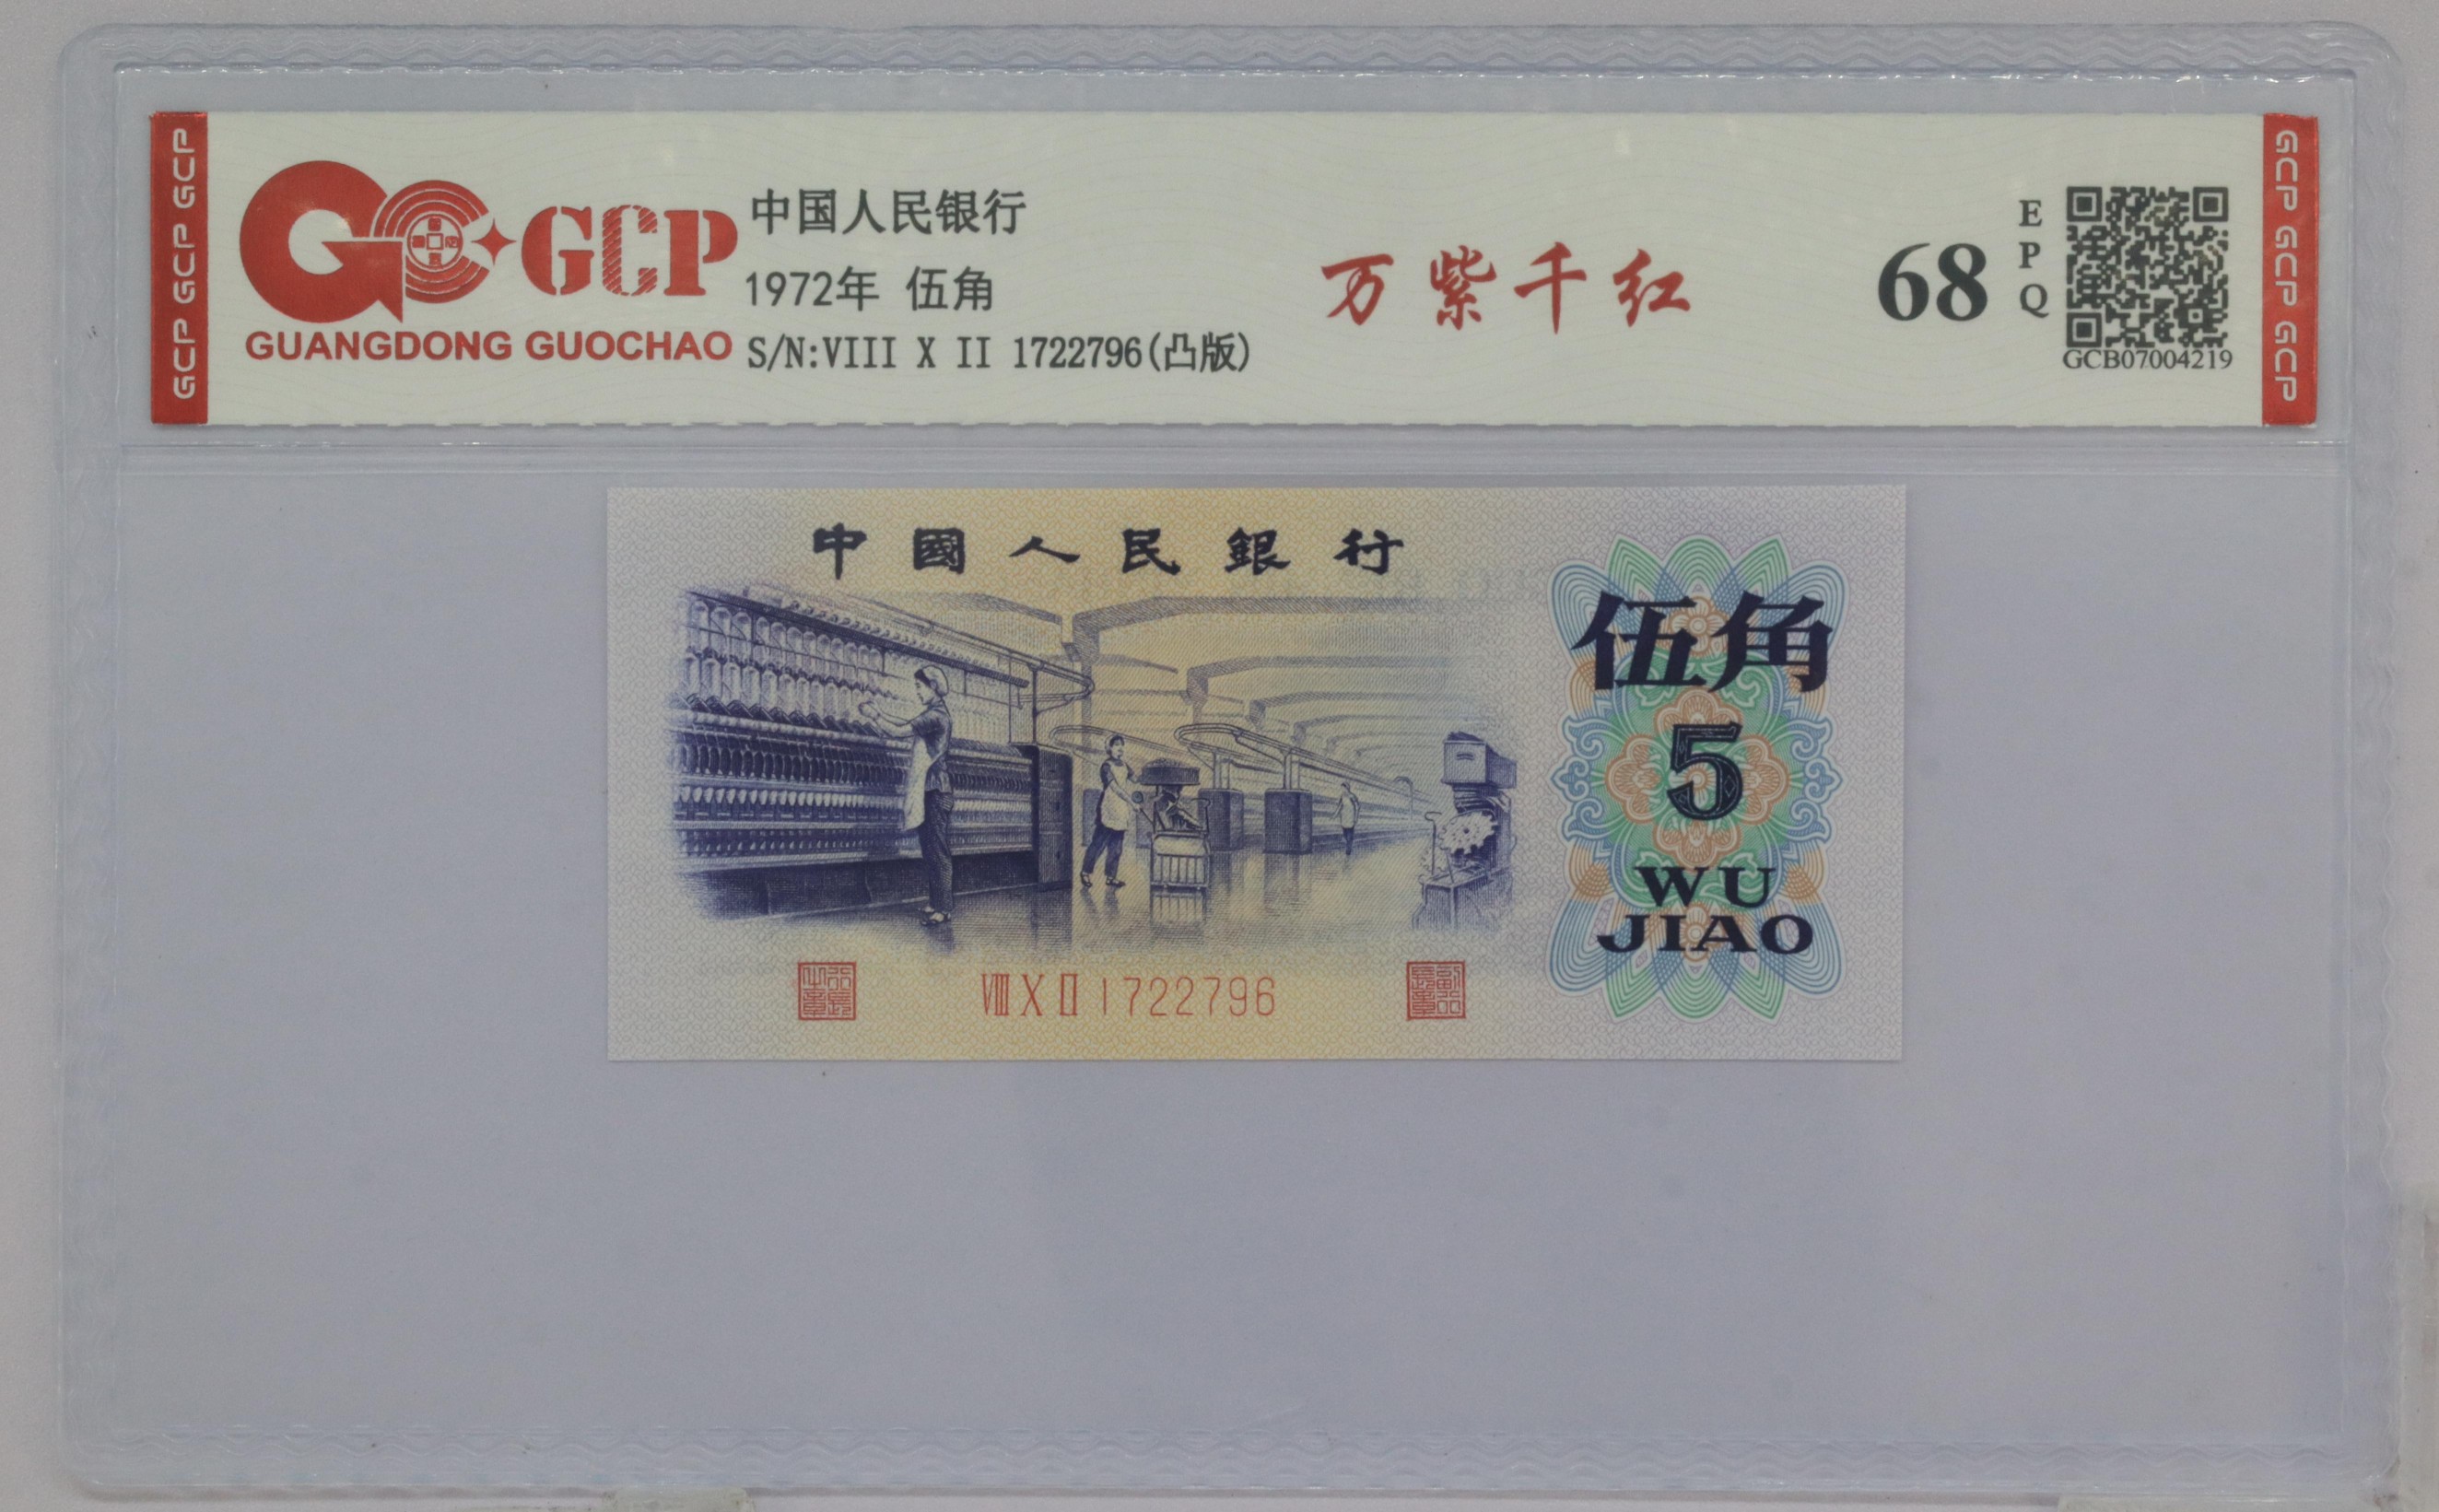 GCP GCP GCP
GCP
GUANGDONG GUOCHAO
中国人民银行
1972年 伍角
S/N:VIII X II 1722796(凸版)
万紫千红
68
EPQ
GCB07004219
GCP GCP GCP
中國人民銀行
伍角
5
WU
JIAO
VIII X II 1722796